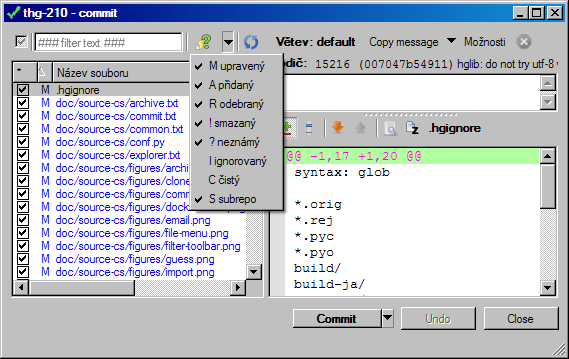 thg-210 - commit
### filter text ###
Větev: default
Copy message
Možnosti
dič:
15216 (007047b54911) hglib: do not try utf-8
*
Název souboru
M .hgignore
M doc/source-cs/archive.txt
M doc/source-cs/commit.txt
M doc/source-cs/common.txt
M doc/source-cs/conf.py
M doc/source-cs/explorer.txt
M doc/source-cs/figures/archi
M doc/source-cs/figures/clone
M doc/source-cs/figures/com
M doc/source-cs/figures/dock
M doc/source-cs/figures/email.png
M doc/source-cs/figures/file-menu.png
M doc/source-cs/figures/filter-toolbar.png
M doc/source-cs/figures/guess.png
M doc/source-cs/figures/import.png
M upravený
A přidaný
R odebraný
! smazaný
? neznámý
I ignorovaný
C čistý
S subrepo
.hgignore
@@ -1,17 +1,20 @@
syntax: glob
*.orig
*.rej
*.pyc
*.pyo
build/
build-ja/
Commit
Undo
Close